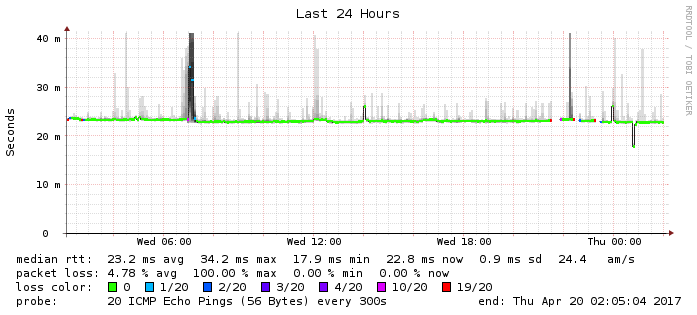 Last 24 Hours
RRDTOOL / TOBI OETIKER
Seconds
40 m
30 m
20 m
10 m
0
Wed 06:00 Wed 12:00 Wed 18:00 Thu 00:00
median rtt: 23.2 ms avg 34.2 ms max 17.9 ms min 22.8 ms now 0.9 ms sd 24.4 am/s
packet loss: 4.78 % avg 100.00 % max 0.00 % min 0.00 % now
loss color: 0 1/20 2/20 3/20 4/20 10/20 19/20
probe: 20 ICMP Echo Pings (56 Bytes) every 300s end: Thu Apr 20 02:05:04 2017